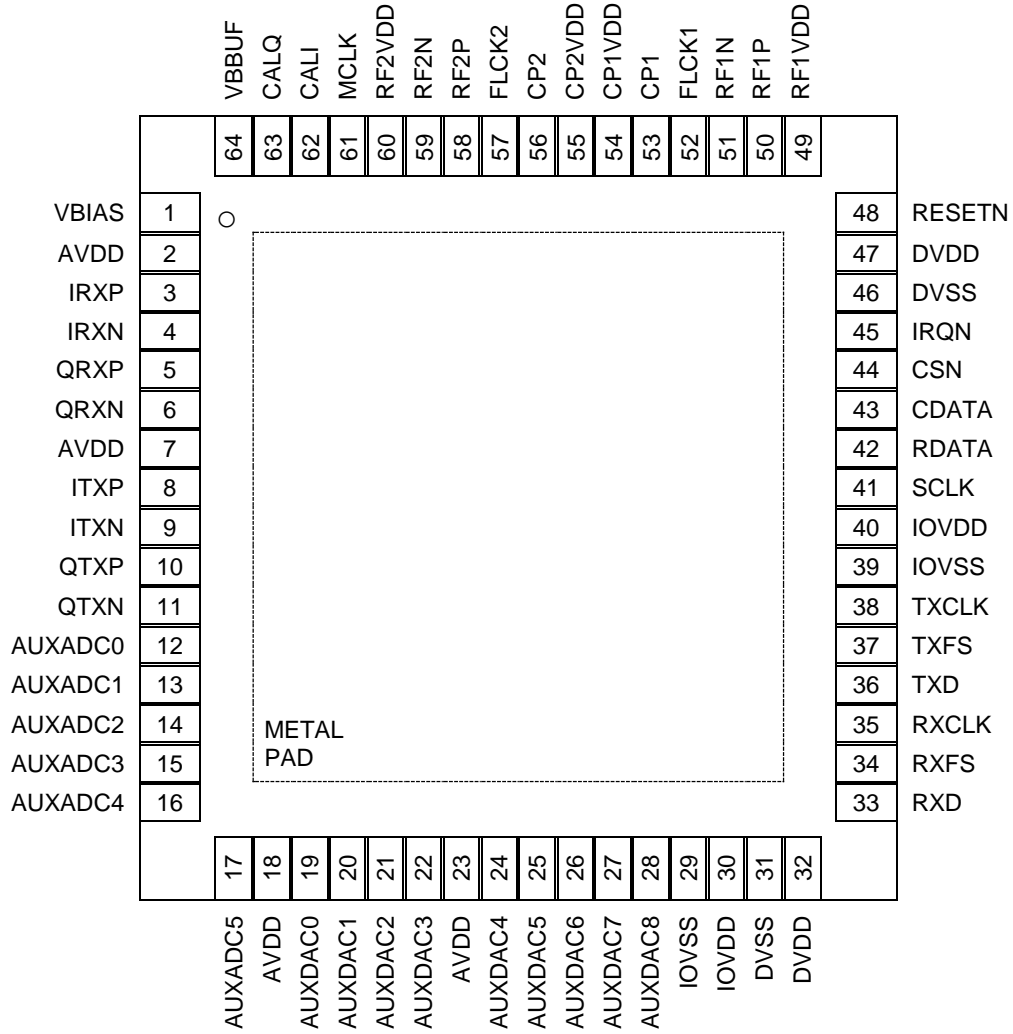 VBBUF
CALQ
CALI
MCLK
RF2VDD
RF2N
RF2P
FLCK2
CP2
CP2VDD
CP1VDD
CP1
FLCK1
RF1N
RF1P
RF1VDD
64
63
62
61
60
59
58
57
56
55
54
53
52
51
50
49
VBIAS 1
AVDD 2
IRXP 3
IRXN 4
QRXP 5
QRXN 6
AVDD 7
ITXP 8
ITXN 9
QTXP 10
QTXN 11
AUXADC0 12
AUXADC1 13
AUXADC2 14
AUXADC3 15
AUXADC4 16
METAL
PAD
48 RESETN
47 DVDD
46 DVSS
45 IRQN
44 CSN
43 CDATA
42 RDATA
41 SCLK
40 IOVDD
39 IOVSS
38 TXCLK
37 TXFS
36 TXD
35 RXCLK
34 RXFS
33 RXD
17
18
19
20
21
22
23
24
25
26
27
28
29
30
31
32
AUXADC5
AVDD
AUXDAC0
AUXDAC1
AUXDAC2
AUXDAC3
AVDD
AUXDAC4
AUXDAC5
AUXDAC6
AUXDAC7
AUXDAC8
IOVSS
IOVDD
DVSS
DVDD